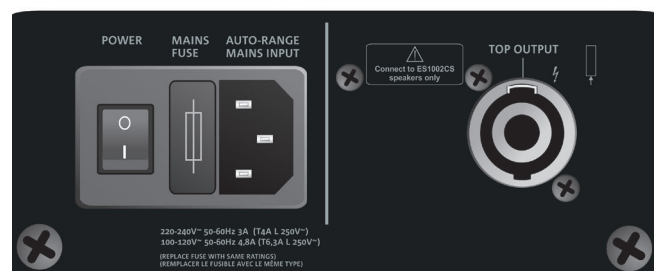 POWER
MAINS
FUSE
AUTO-RANGE
MAINS INPUT
O
I
220-240V~ 50-60Hz 3A (T4A L 250V~)
100-120V~ 50-60Hz 4,8A (T6,3A L 250V~)
(REPLACE FUSE WITH SAME RATINGS)
(REMPLACER LE FUSIBLE AVEC LE MÊME TYPE)
Connect to ES1002CS
speakers only
TOP OUTPUT